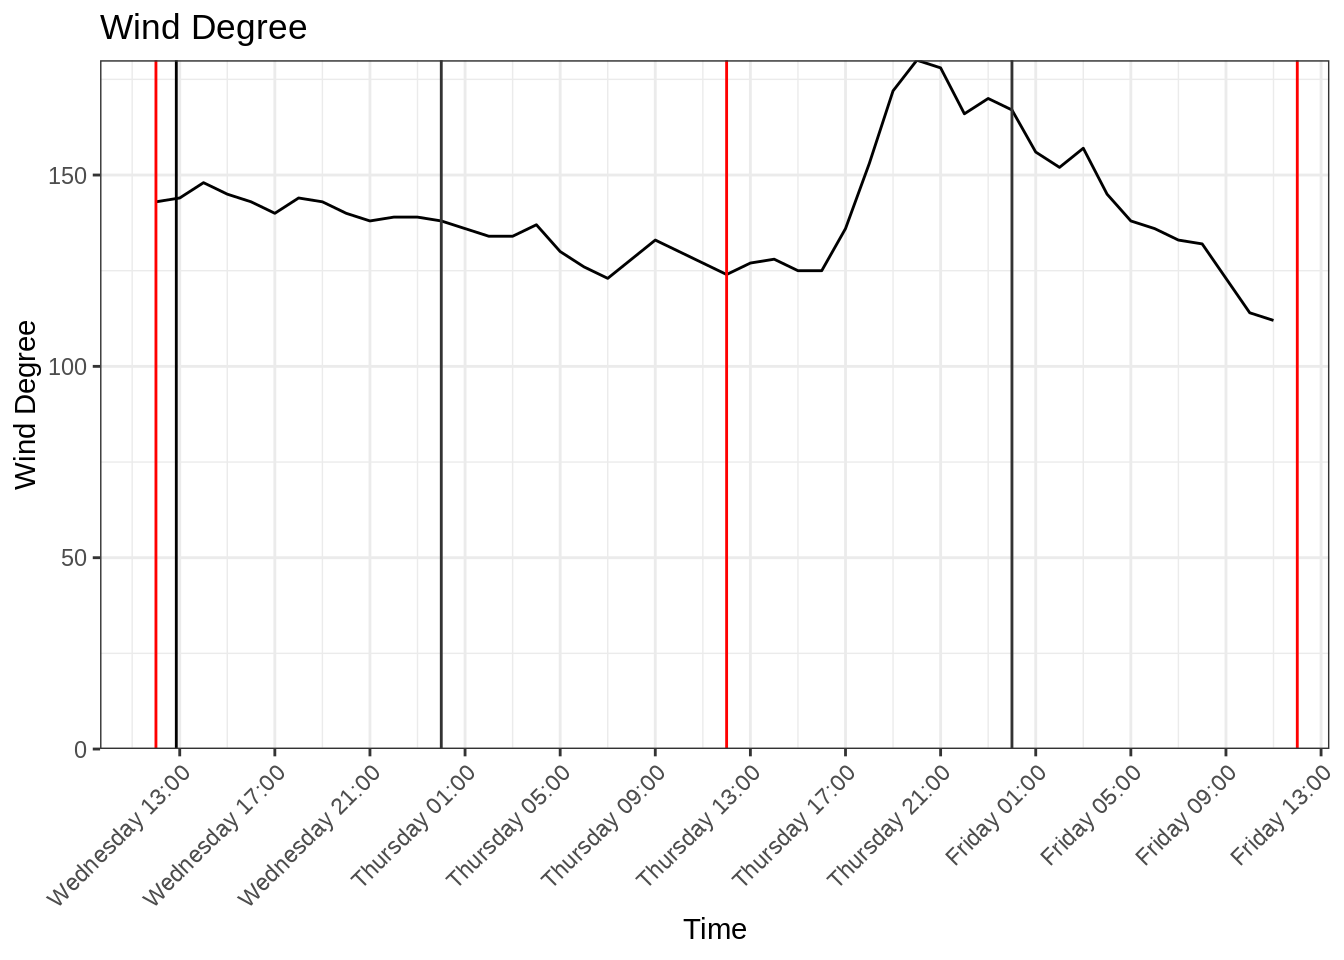 Wind Degree
Wind Degree
150
100
50
0
Wednesday 13:00
Wednesday 17:00
Wednesday 21:00
Thursday 01:00
Thursday 05:00
Thursday 09:00
Thursday 13:00
Thursday 17:00
Thursday 21:00
Friday 01:00
Friday 05:00
Friday 09:00
Friday 13:00
Time